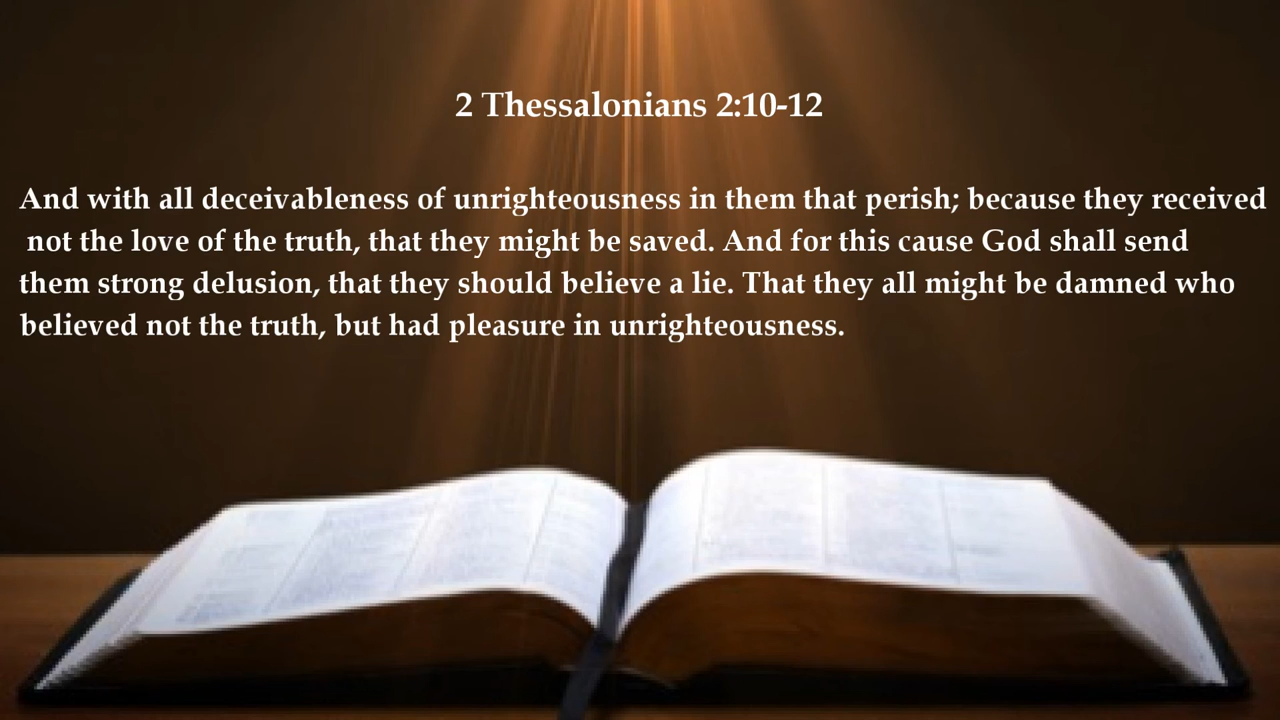 2 Thessalonians 2:10-12
And with all deceivableness of unrighteousness in them that perish; because they received
not the love of the truth, that they might be saved. And for this cause God shall send
them strong delusion, that they should believe a lie. That they all might be damned who
believed not the truth, but had pleasure in unrighteousness.